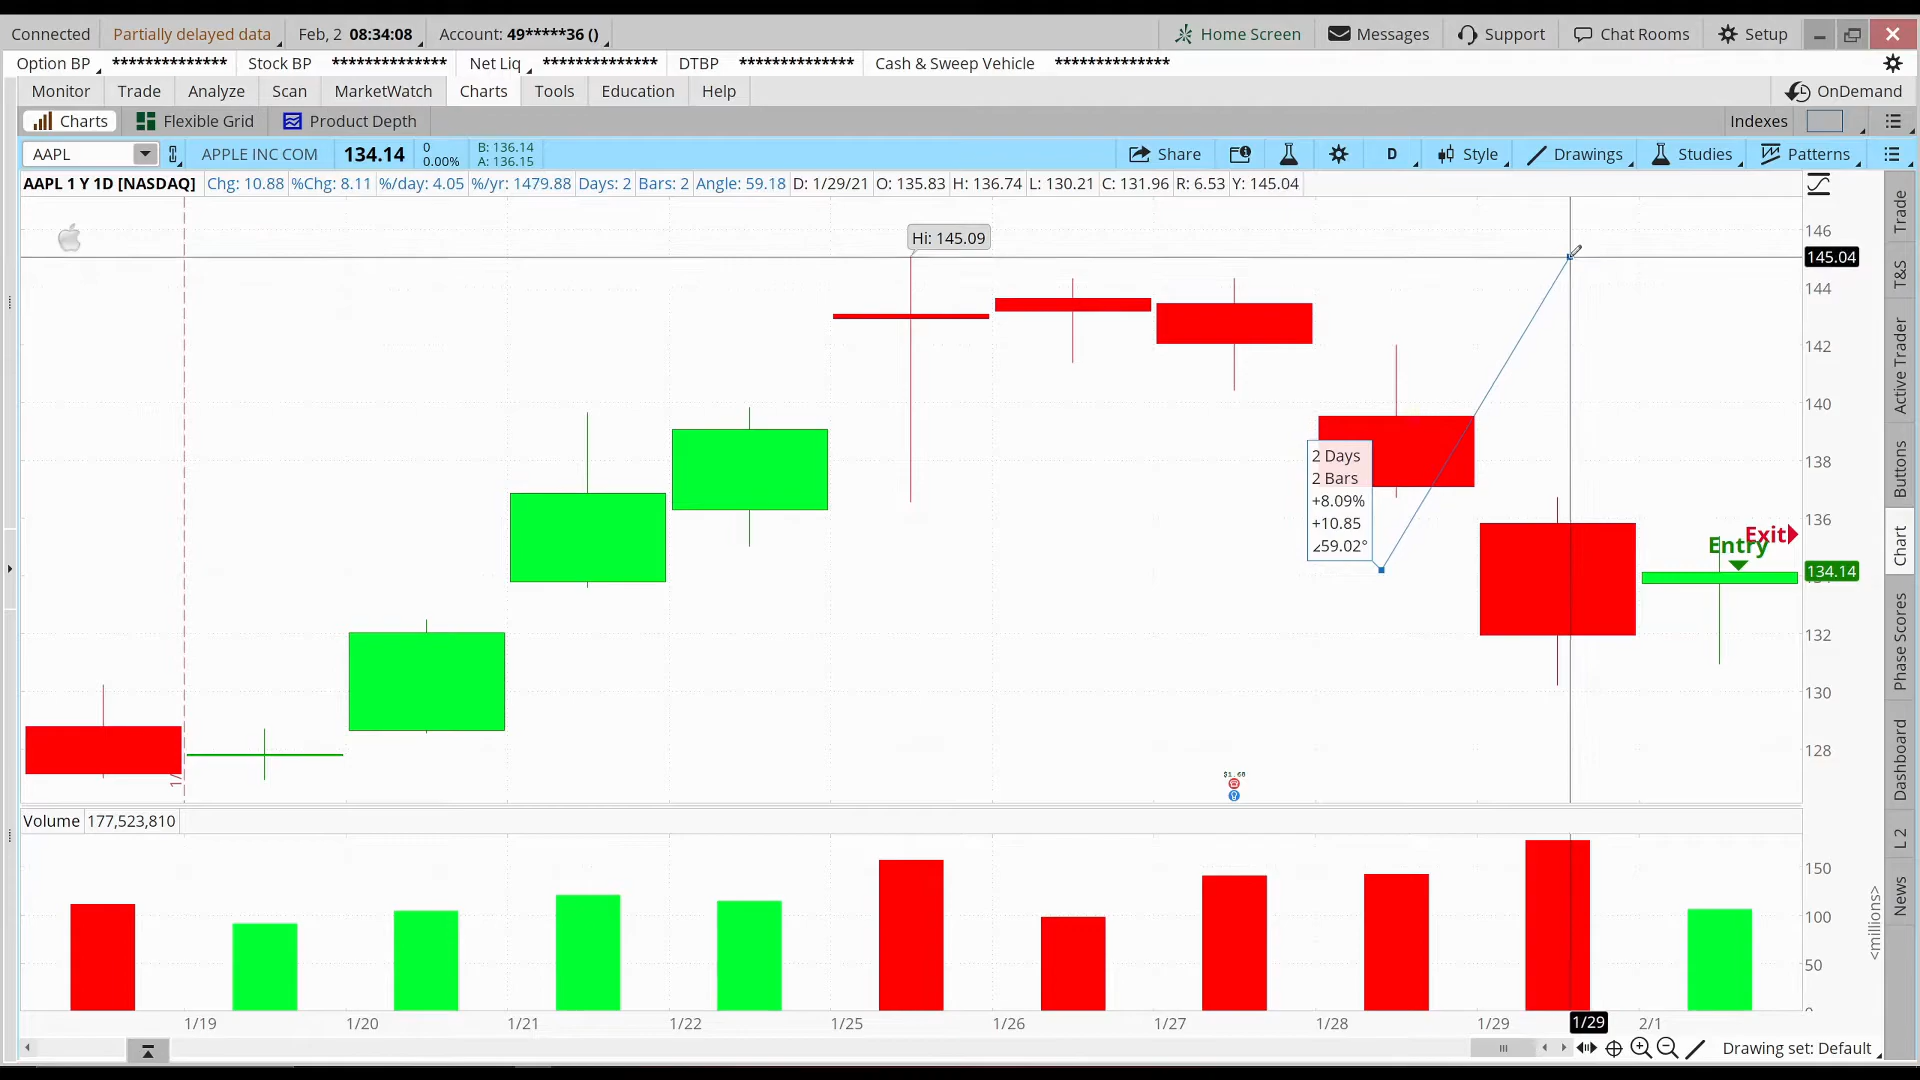 Connected Partially delayed data Feb, 2 08:34:08 Account: 49*****36 () Home Screen Messages Support Chat Rooms Setup
Option BP ************** Stock BP ************** Net Liq ************** DTBP ************** Cash & Sweep Vehicle **************
Monitor Trade Analyze Scan MarketWatch Charts Tools Education Help OnDemand
Charts Flexible Grid Product Depth Indexes
AAPL APPLE INC COM 134.14 0 0.00% B: 136.14 A: 136.15 Share D Style Drawings Studies Patterns
AAPL 1 Y 1D [NASDAQ] Chg: 10.88 %Chg: 8.11 %/day: 4.05 %/yr: 1479.88 Days: 2 Bars: 2 Angle: 59.18 D: 1/29/21 O: 135.83 H: 136.74 L: 130.21 C: 131.96 R: 6.53 Y: 145.04
Hi: 145.09
146
145.04
144
142
140
138
136
134.14
132
130
128
2 Days
2 Bars
+8.09%
+10.85
∠59.02°
Exit
Entry
$1.68
Volume 177,523,810
150
100
50
<millions>
1/19 1/20 1/21 1/22 1/25 1/26 1/27 1/28 1/29 1/29 2/1
Drawing set: Default
Trade
T&S
Active Trader
Buttons
Chart
Phase Scores
Dashboard
L 2
News